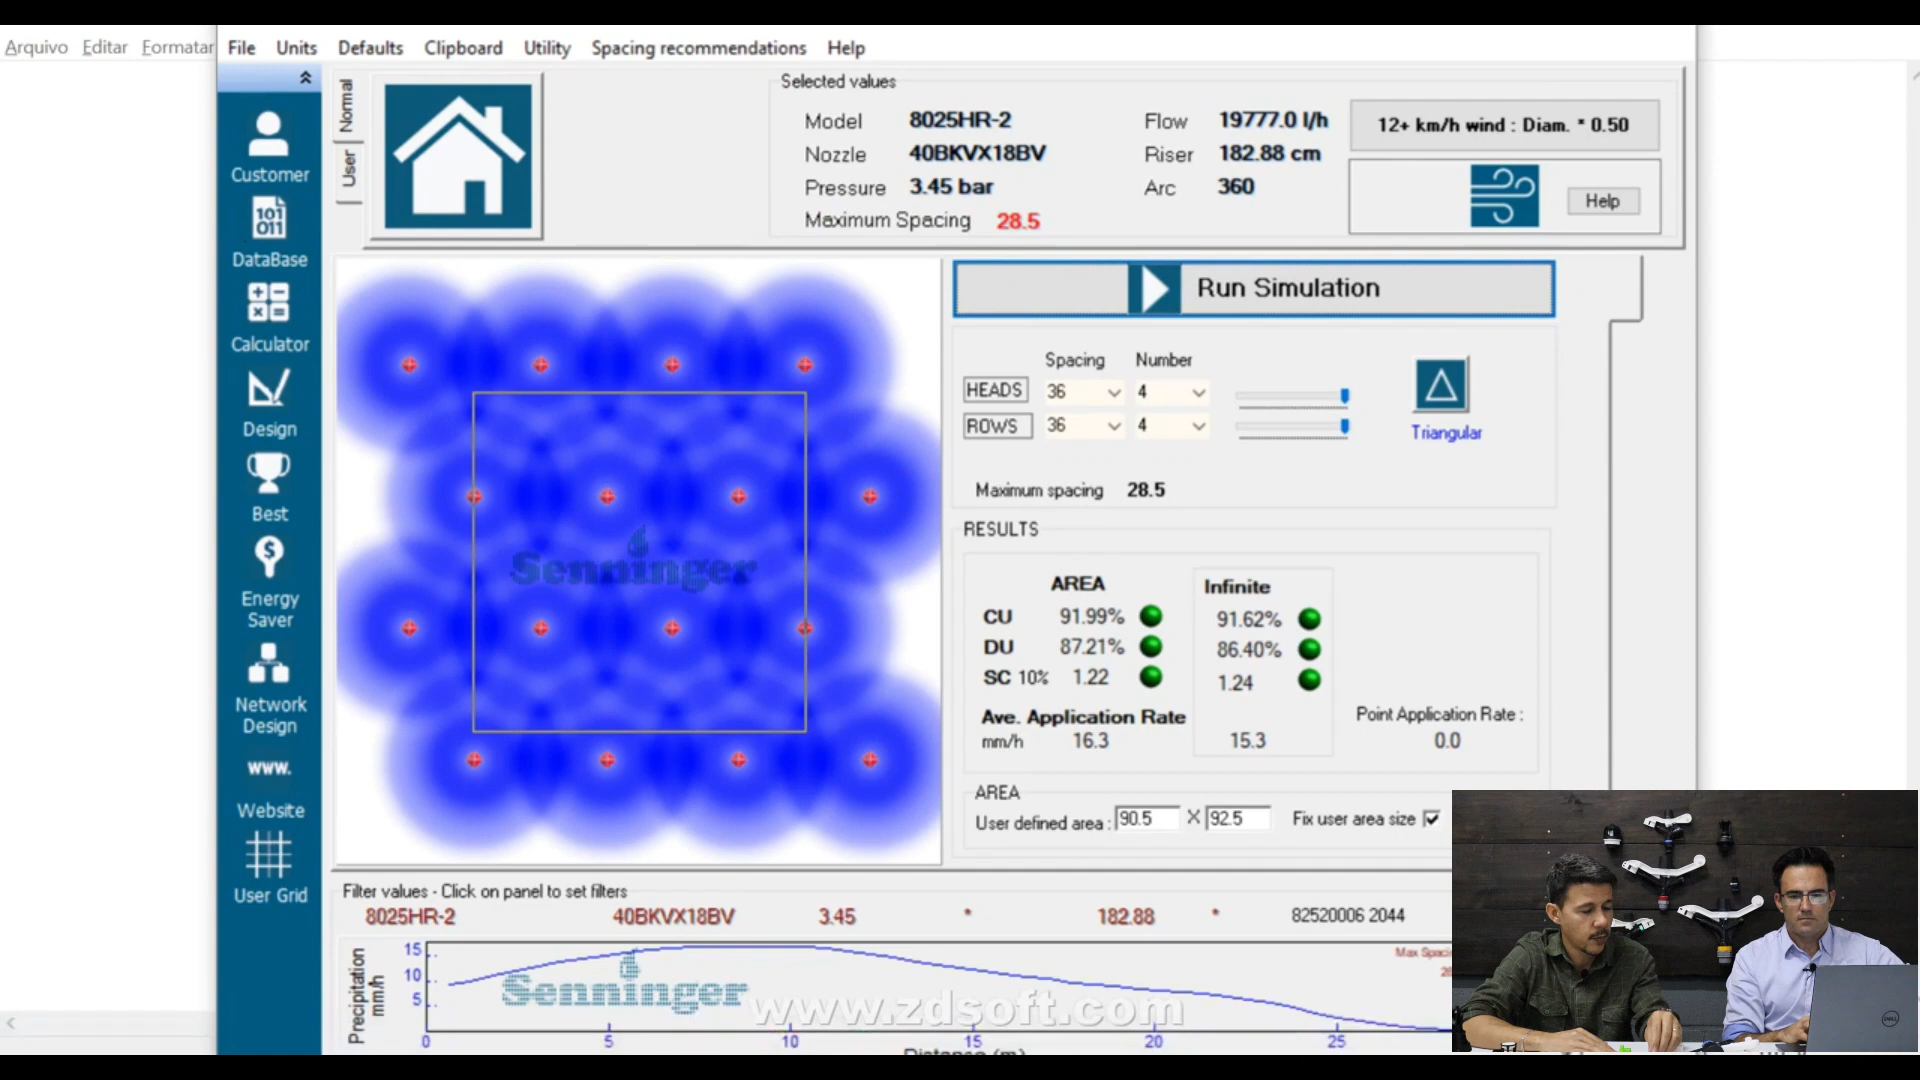 Arquivo Editar Formatar
File Units Defaults Clipboard Utility Spacing recommendations Help
Normal
User
Customer
DataBase
Calculator
Design
Best
Energy
Saver
Network
Design
www.
Website
User Grid
101
011
Selected values
Model 8025HR-2 Flow 19777.0 l/h
Nozzle 40BKVX18BV Riser 182.88 cm
Pressure 3.45 bar Arc 360
Maximum Spacing 28.5
12+ km/h wind : Diam. * 0.50
Help
Senninger
Run Simulation
Spacing Number
HEADS 36 4
ROWS 36 4
Triangular
Maximum spacing 28.5
RESULTS
AREA Infinite
CU 91.99% 91.62%
DU 87.21% 86.40%
SC 10% 1.22 1.24
Ave. Application Rate Point Application Rate :
mm/h 16.3 15.3 0.0
AREA
User defined area : 90.5 X 92.5 Fix user area size
Filter values - Click on panel to set filters
8025HR-2 40BKVX18BV 3.45 * 182.88 * 82520006 2044
Precipitation
mm/h
15
10
5
Max Spaci
Senninger
www.zdsoft.com
0 5 10 15 20 25
Distance (m)
DELL